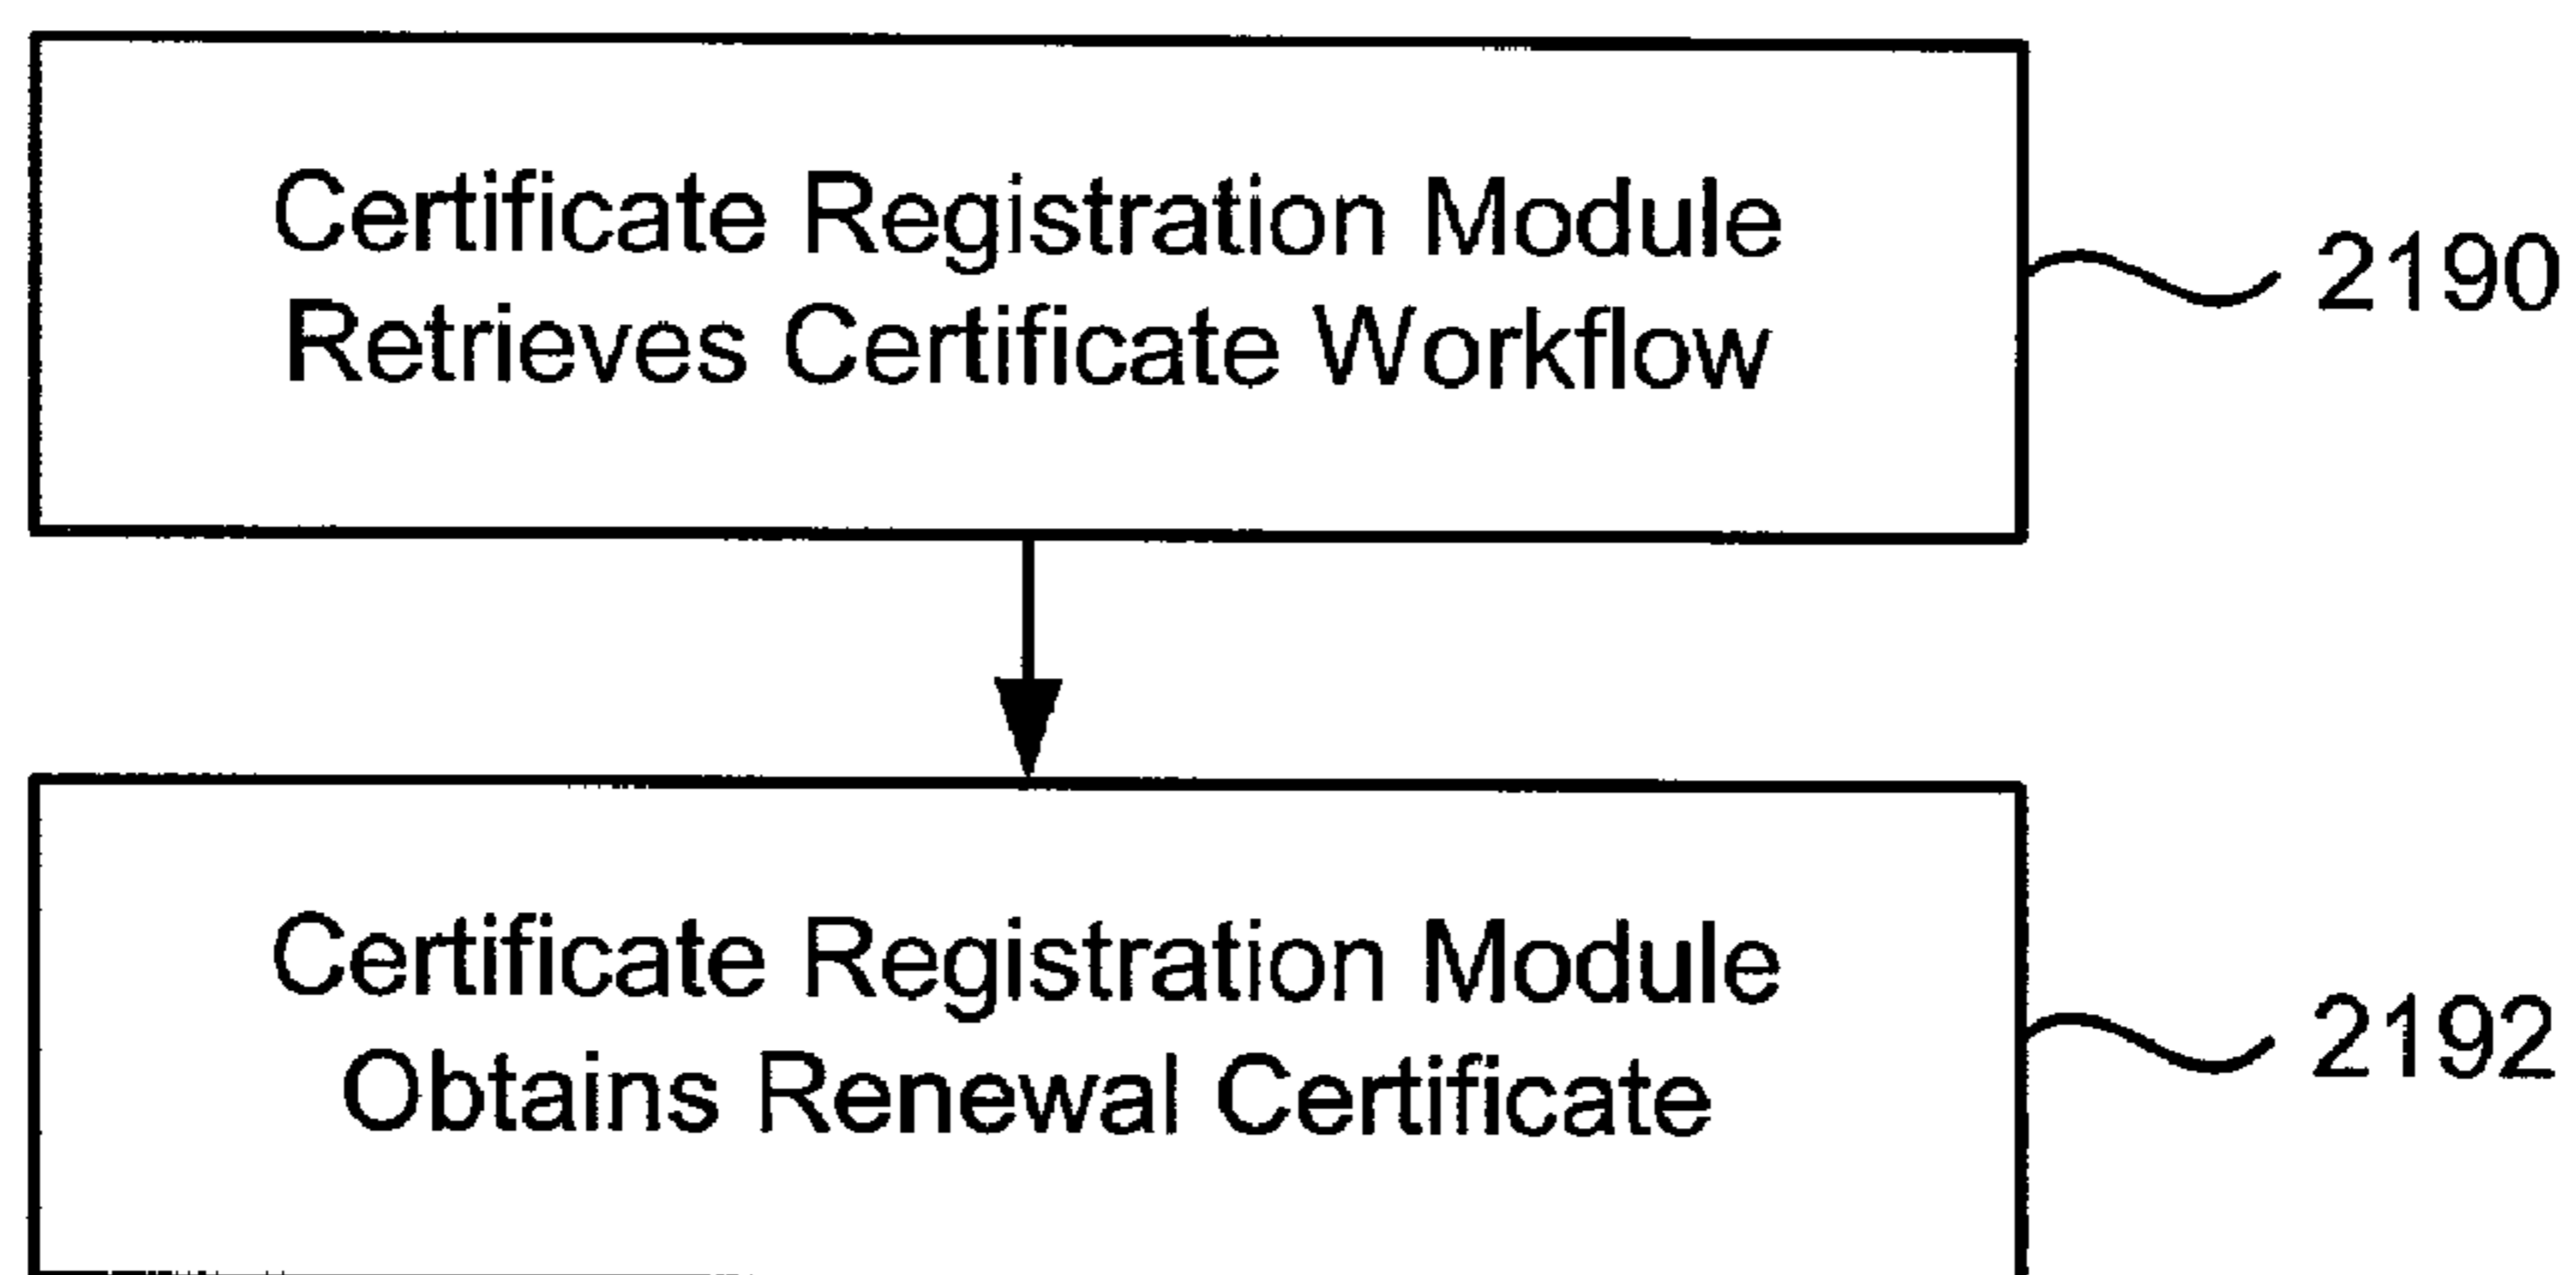 Certificate Registration Module
Retrieves Certificate Workflow
2190
Certificate Registration Module
Obtains Renewal Certificate
2192